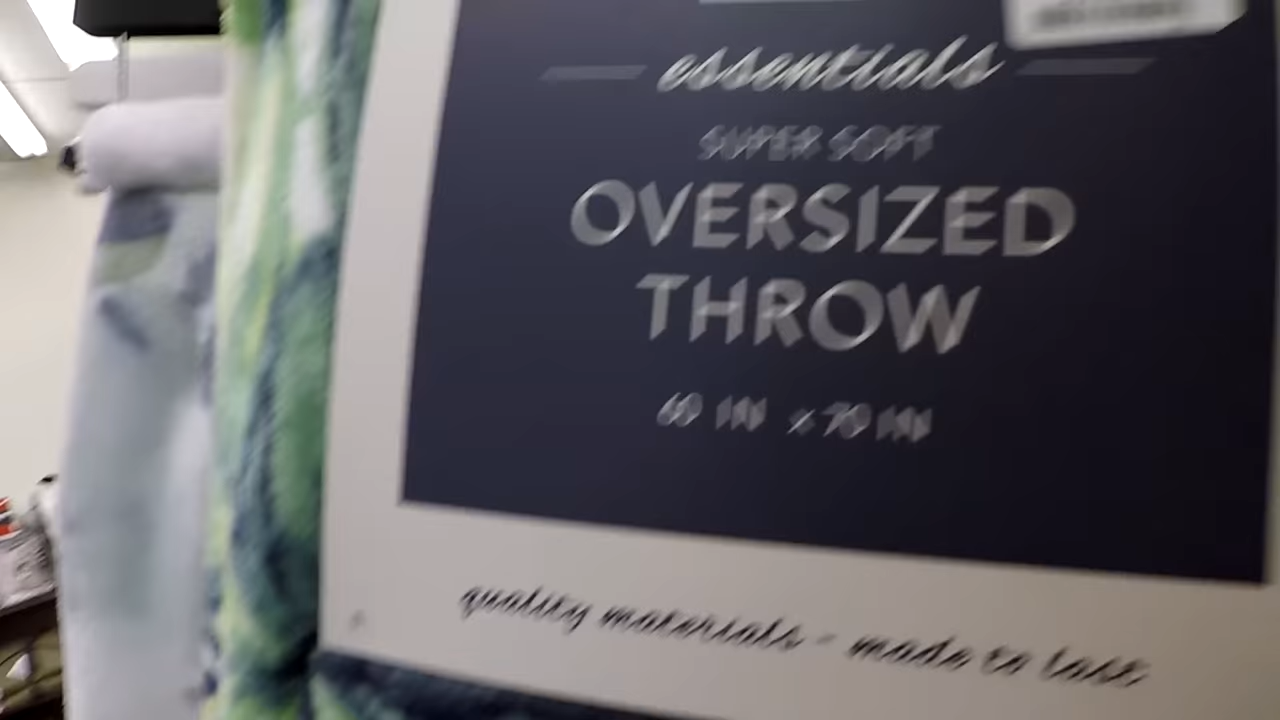 essentials
SUPER SOFT
OVERSIZED
THROW
60 IN x 70 IN
quality materials - made to last